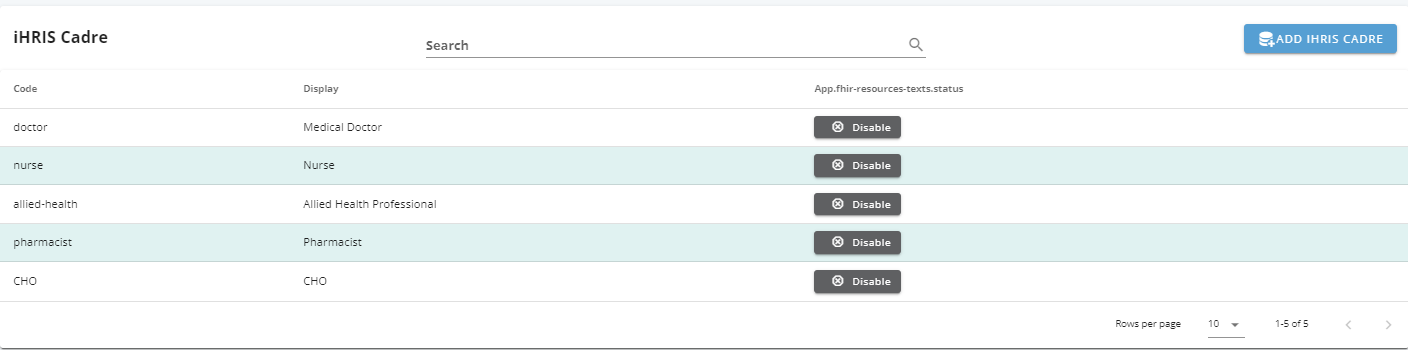 iHRIS Cadre
Search
ADD IHRIS CADRE
Code Display App.fhir-resources-texts.status
doctor Medical Doctor Disable
nurse Nurse Disable
allied-health Allied Health Professional Disable
pharmacist Pharmacist Disable
CHO CHO Disable
Rows per page 10 1-5 of 5